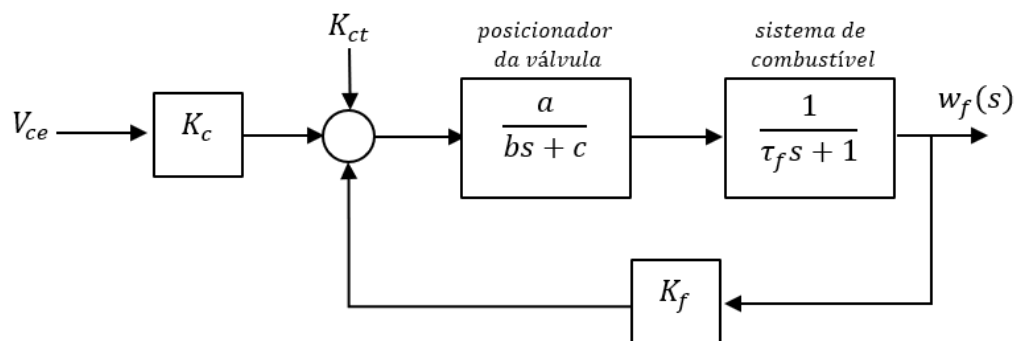 K_ct
posicionador
da válvula
sistema de
combustível
V_ce
K_c
a
bs + c
1
τ_f s + 1
w_f(s)
K_f